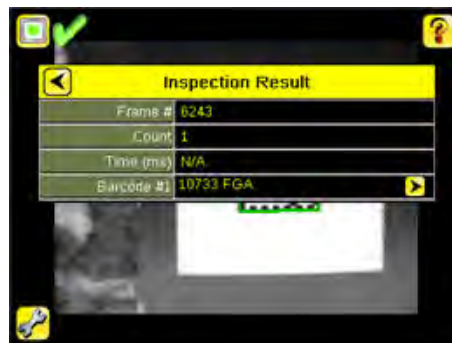 Inspection Result
Frame # 6243
Count 1
Time (ms) N/A
Barcode #1 10733 FGA